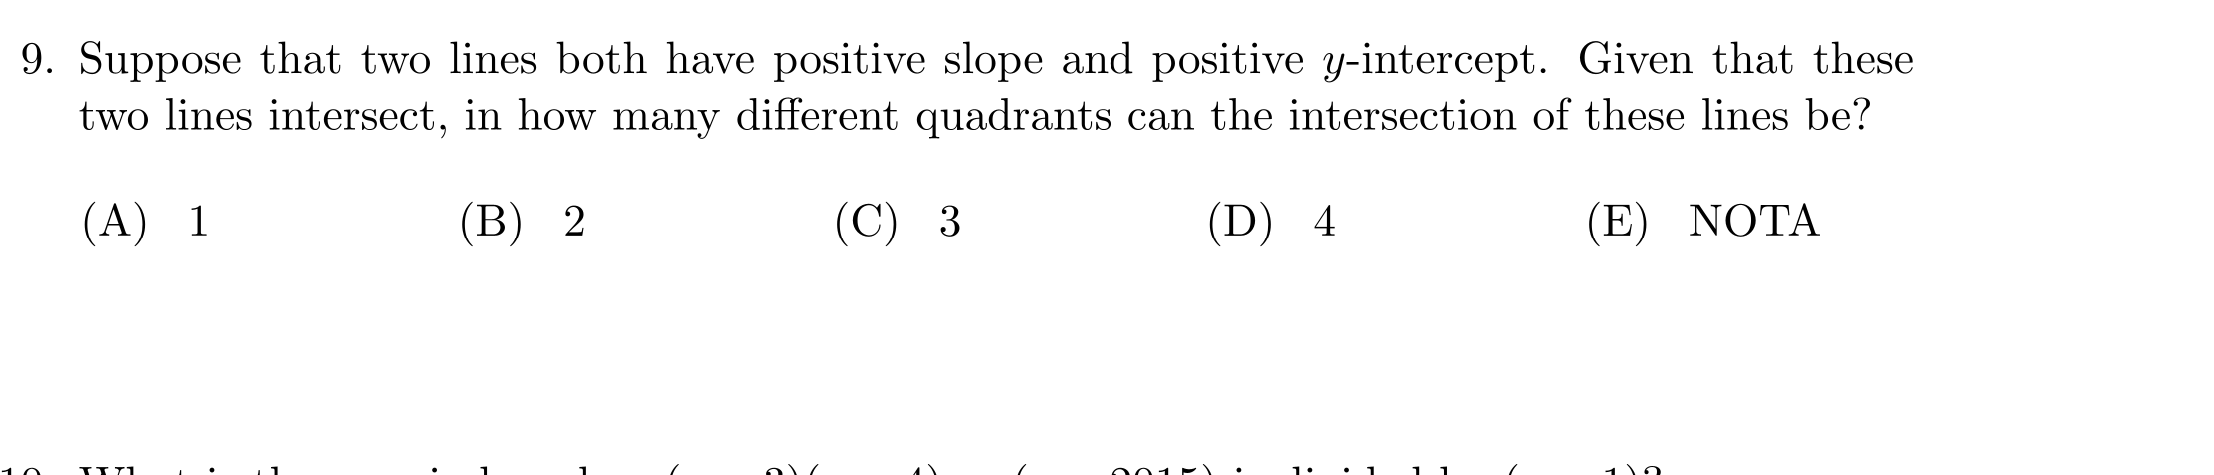 9. Suppose that two lines both have positive slope and positive y-intercept. Given that these
two lines intersect, in how many different quadrants can the intersection of these lines be?
(A) 1 (B) 2 (C) 3 (D) 4 (E) NOTA